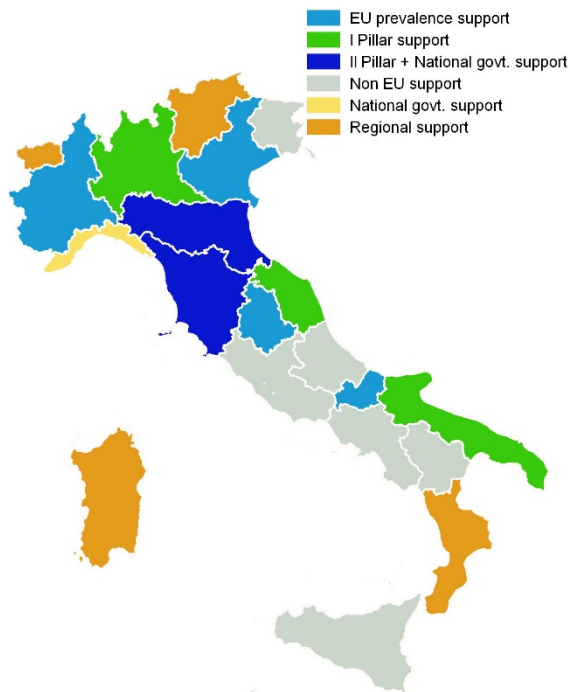 EU prevalence support
I Pillar support
II Pillar + National govt. support
Non EU support
National govt. support
Regional support